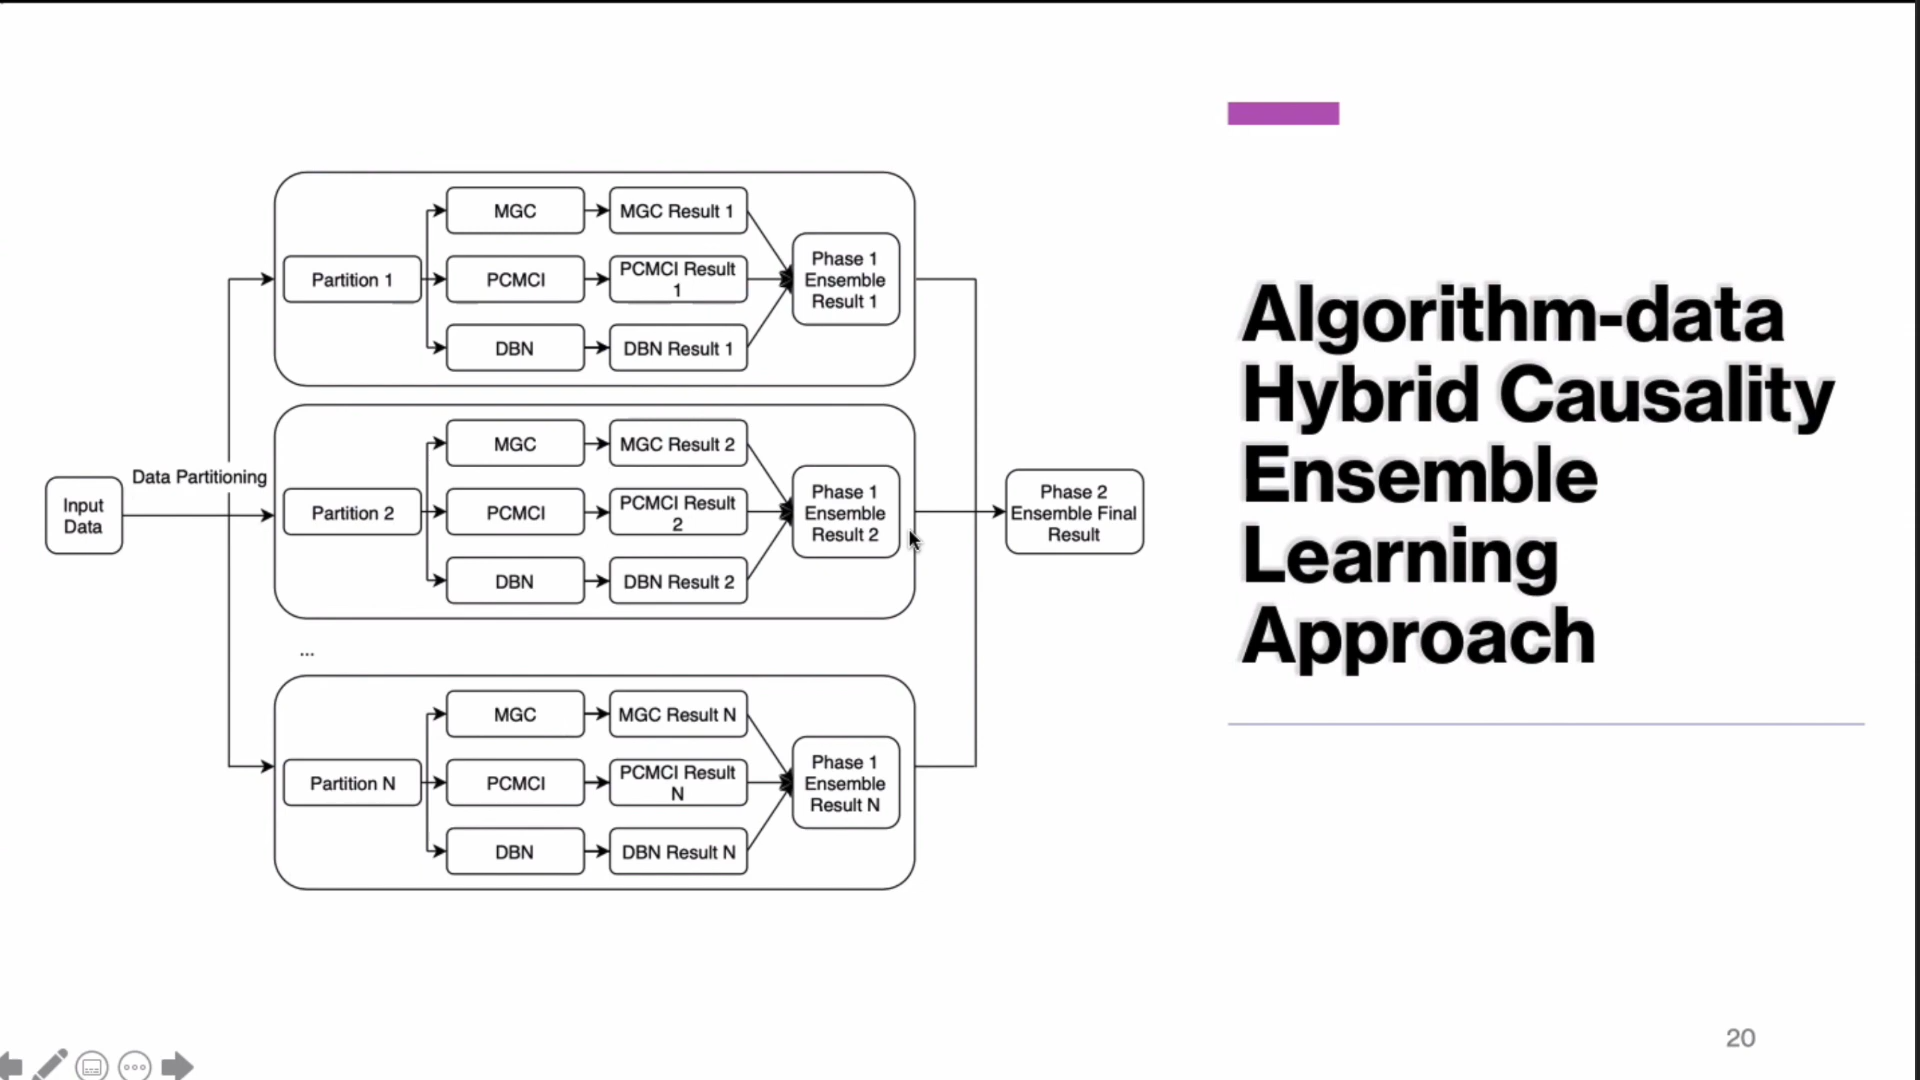 Algorithm-data
Hybrid Causality
Ensemble
Learning
Approach
Input
Data
Data Partitioning
Partition 1
MGC
MGC Result 1
PCMCI
PCMCI Result
1
DBN
DBN Result 1
Phase 1
Ensemble
Result 1
Partition 2
MGC
MGC Result 2
PCMCI
PCMCI Result
2
DBN
DBN Result 2
Phase 1
Ensemble
Result 2
...
Partition N
MGC
MGC Result N
PCMCI
PCMCI Result
N
DBN
DBN Result N
Phase 1
Ensemble
Result N
Phase 2
Ensemble Final
Result
20